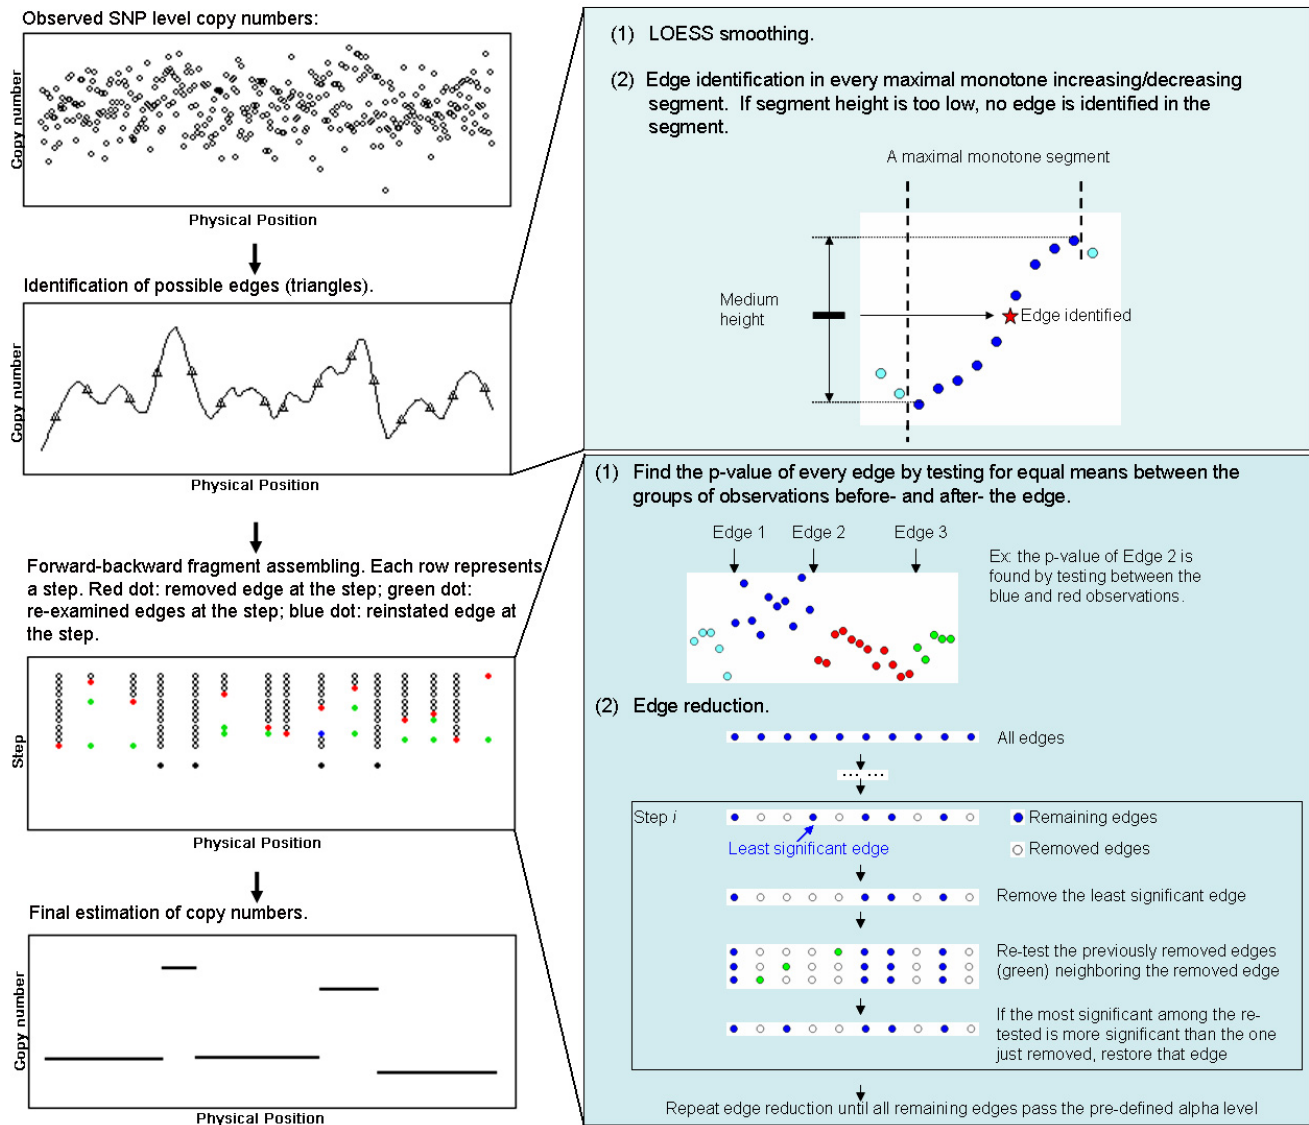 Observed SNP level copy numbers:
Copy number
Physical Position
Identification of possible edges (triangles).
Copy number
Physical Position
Forward-backward fragment assembling. Each row represents
a step. Red dot: removed edge at the step; green dot:
re-examined edges at the step; blue dot: reinstated edge at
the step.
Step
Physical Position
Final estimation of copy numbers.
Copy number
Physical Position
(1) LOESS smoothing.
(2) Edge identification in every maximal monotone increasing/decreasing
segment. If segment height is too low, no edge is identified in the
segment.
A maximal monotone segment
Medium
height
Edge identified
(1) Find the p-value of every edge by testing for equal means between the
groups of observations before- and after- the edge.
Edge 1 Edge 2 Edge 3
Ex: the p-value of Edge 2 is
found by testing between the
blue and red observations.
(2) Edge reduction.
All edges
... ...
Step i
Remaining edges
Least significant edge
Removed edges
Remove the least significant edge
Re-test the previously removed edges
(green) neighboring the removed edge
If the most significant among the re-
tested is more significant than the one
just removed, restore that edge
Repeat edge reduction until all remaining edges pass the pre-defined alpha level